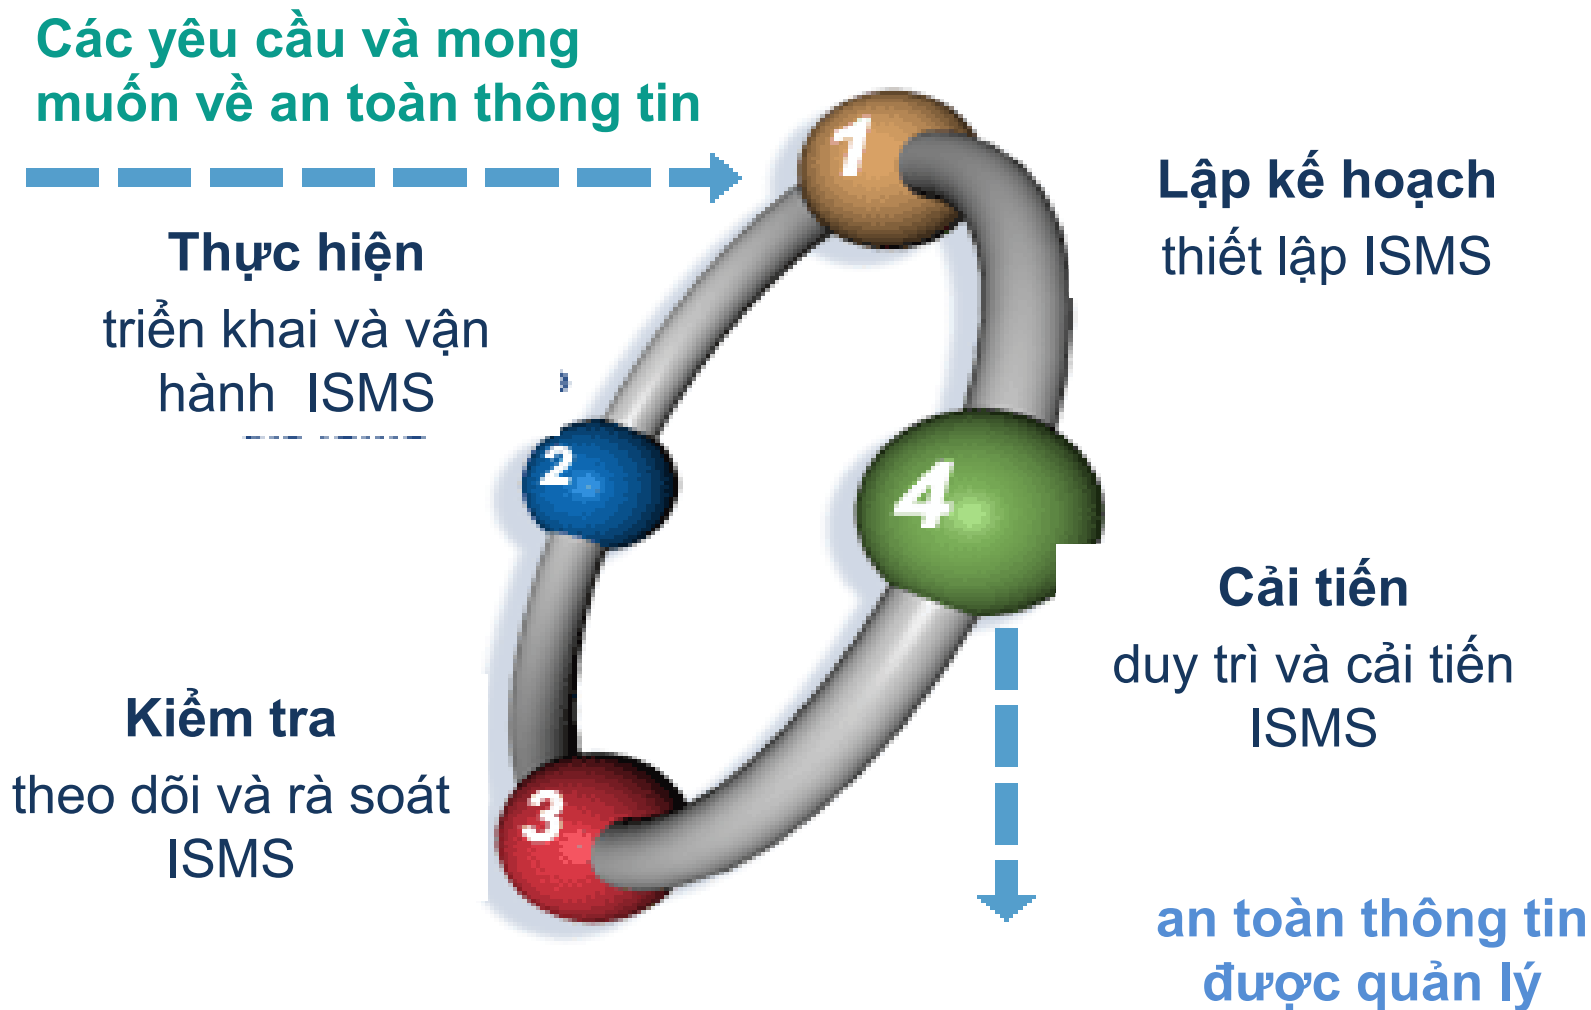 Các yêu cầu và mong
muốn về an toàn thông tin
1
Lập kế hoạch
thiết lập ISMS
Thực hiện
triển khai và vận
hành ISMS
2
4
Cải tiến
duy trì và cải tiến
ISMS
Kiểm tra
theo dõi và rà soát
ISMS
3
an toàn thông tin
được quản lý